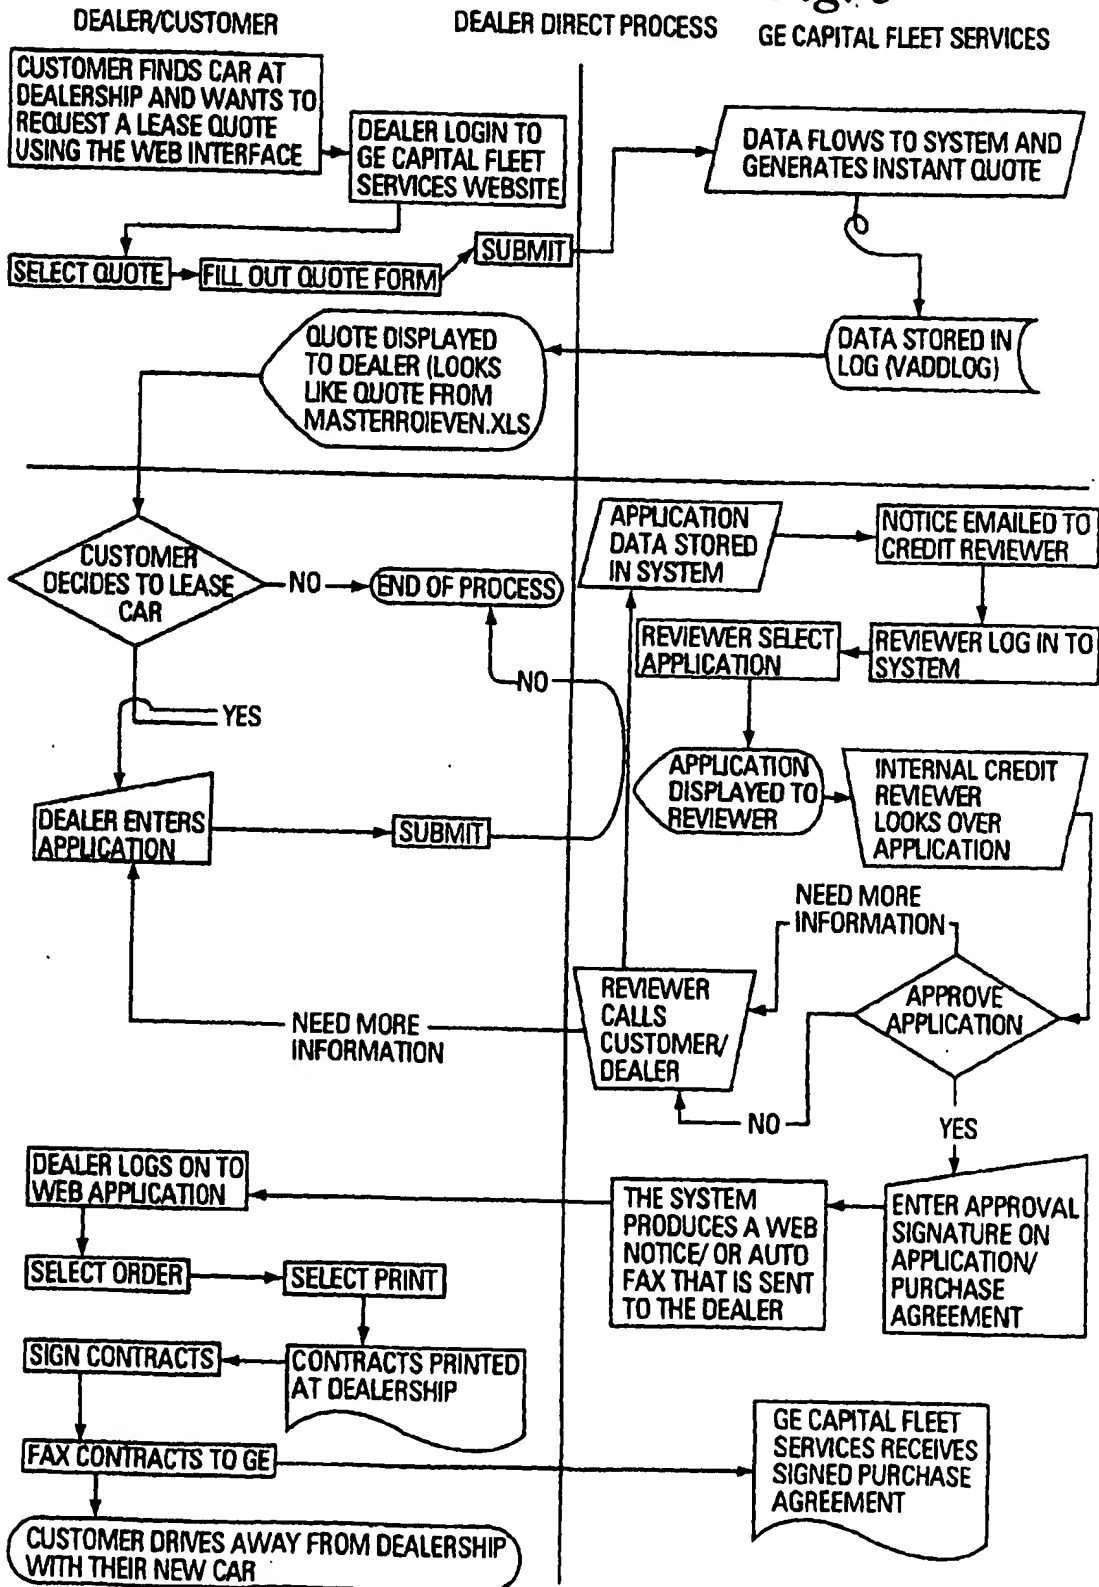 DEALER/CUSTOMER
DEALER DIRECT PROCESS
GE CAPITAL FLEET SERVICES
CUSTOMER FINDS CAR AT
DEALERSHIP AND WANTS TO
REQUEST A LEASE QUOTE
USING THE WEB INTERFACE
DEALER LOGIN TO
GE CAPITAL FLEET
SERVICES WEBSITE
DATA FLOWS TO SYSTEM AND
GENERATES INSTANT QUOTE
SELECT QUOTE
FILL OUT QUOTE FORM
SUBMIT
DATA STORED IN
LOG (VADDLOG)
QUOTE DISPLAYED
TO DEALER (LOOKS
LIKE QUOTE FROM
MASTERROIEVEN.XLS
CUSTOMER
DECIDES TO LEASE
CAR
NO
END OF PROCESS
APPLICATION
DATA STORED
IN SYSTEM
NOTICE EMAILED TO
CREDIT REVIEWER
REVIEWER LOG IN TO
SYSTEM
REVIEWER SELECT
APPLICATION
NO
YES
APPLICATION
DISPLAYED TO
REVIEWER
INTERNAL CREDIT
REVIEWER
LOOKS OVER
APPLICATION
DEALER ENTERS
APPLICATION
SUBMIT
NEED MORE
INFORMATION
APPROVE
APPLICATION
REVIEWER
CALLS
CUSTOMER/
DEALER
NEED MORE
INFORMATION
NO
YES
DEALER LOGS ON TO
WEB APPLICATION
THE SYSTEM
PRODUCES A WEB
NOTICE/ OR AUTO
FAX THAT IS SENT
TO THE DEALER
ENTER APPROVAL
SIGNATURE ON
APPLICATION/
PURCHASE
AGREEMENT
SELECT ORDER
SELECT PRINT
SIGN CONTRACTS
CONTRACTS PRINTED
AT DEALERSHIP
FAX CONTRACTS TO GE
GE CAPITAL FLEET
SERVICES RECEIVES
SIGNED PURCHASE
AGREEMENT
CUSTOMER DRIVES AWAY FROM DEALERSHIP
WITH THEIR NEW CAR